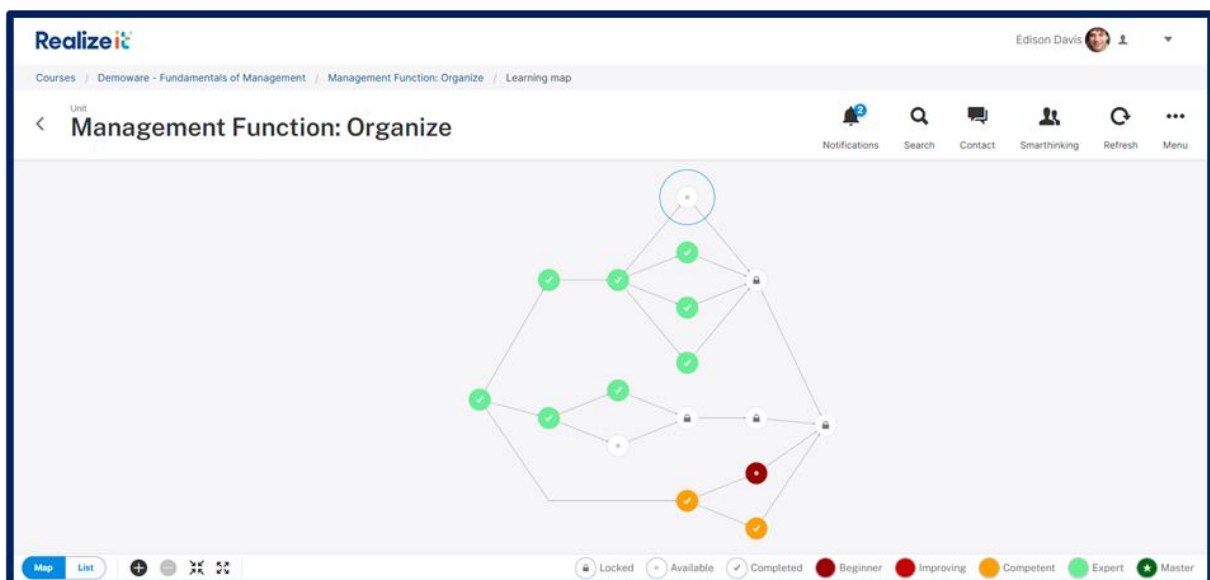 Realizeit
Edison Davis
Courses / Demoware - Fundamentals of Management / Management Function: Organize / Learning map
Unit
Management Function: Organize
2
Notifications Search Contact Smarthinking Refresh Menu
Map List Locked Available Completed Beginner Improving Competent Expert Master